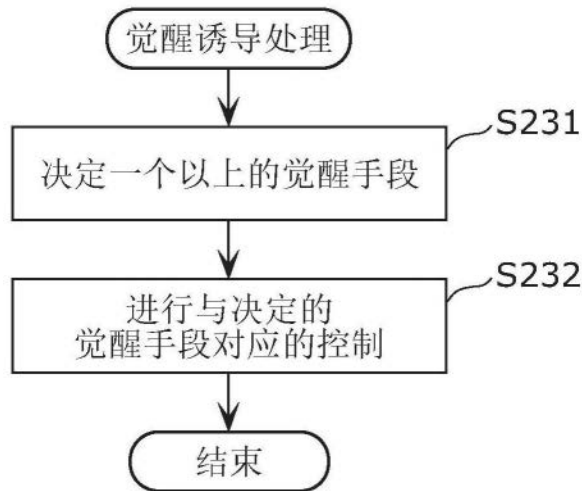 觉醒诱导处理
S231
决定一个以上的觉醒手段
S232
进行与决定的
觉醒手段对应的控制
结束